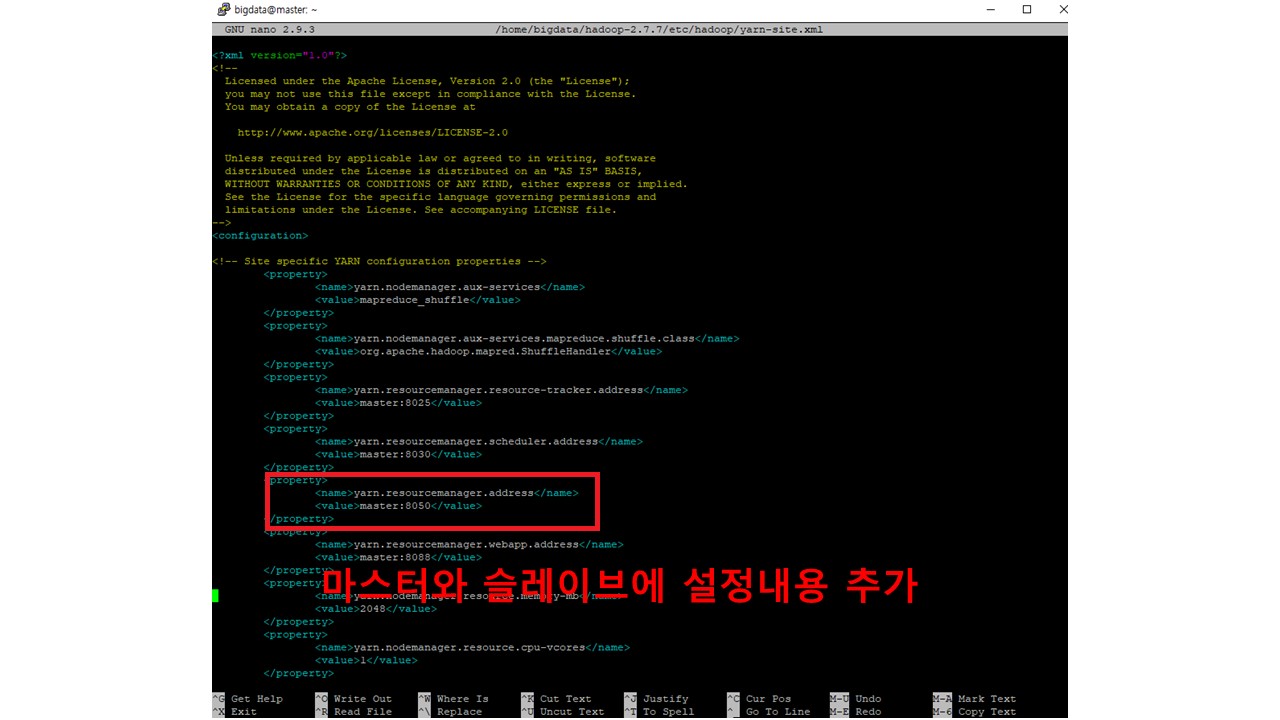 bigdata@master: ~
GNU nano 2.9.3 /home/bigdata/hadoop-2.7.7/etc/hadoop/yarn-site.xml
<?xml version="1.0"?>
<!--
Licensed under the Apache License, Version 2.0 (the "License");
you may not use this file except in compliance with the License.
You may obtain a copy of the License at
http://www.apache.org/licenses/LICENSE-2.0
Unless required by applicable law or agreed to in writing, software
distributed under the License is distributed on an "AS IS" BASIS,
WITHOUT WARRANTIES OR CONDITIONS OF ANY KIND, either express or implied.
See the License for the specific language governing permissions and
limitations under the License. See accompanying LICENSE file.
-->
<configuration>
<!-- Site specific YARN configuration properties -->
<property>
<name>yarn.nodemanager.aux-services</name>
<value>mapreduce_shuffle</value>
</property>
<property>
<name>yarn.nodemanager.aux-services.mapreduce.shuffle.class</name>
<value>org.apache.hadoop.mapred.ShuffleHandler</value>
</property>
<property>
<name>yarn.resourcemanager.resource-tracker.address</name>
<value>master:8025</value>
</property>
<property>
<name>yarn.resourcemanager.scheduler.address</name>
<value>master:8030</value>
</property>
<property>
<name>yarn.resourcemanager.address</name>
<value>master:8050</value>
</property>
<property>
<name>yarn.resourcemanager.webapp.address</name>
<value>master:8088</value>
</property>
마스터와 슬레이브에 설정내용 추가
<property>
<name>yarn.nodemanager.resource.memory-mb</name>
<value>2048</value>
</property>
<property>
<name>yarn.nodemanager.resource.cpu-vcores</name>
<value>1</value>
</property>
^G Get Help ^O Write Out ^W Where Is ^K Cut Text ^J Justify ^C Cur Pos M-U Undo M-A Mark Text
^X Exit ^R Read File ^\ Replace ^U Uncut Text ^T To Spell ^_ Go To Line M-E Redo M-6 Copy Text